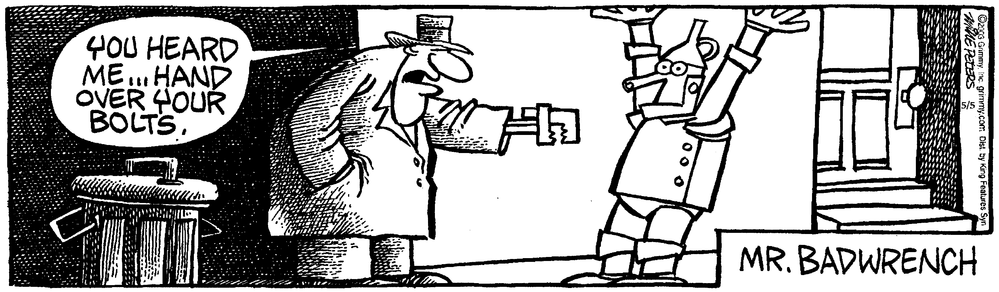 YOU HEARD
ME... HAND
OVER YOUR
BOLTS.
©2003 Grimmy, Inc. grimmy.com Dist. by King Features Syn
MIKE PETERS
5/5
MR. BADWRENCH